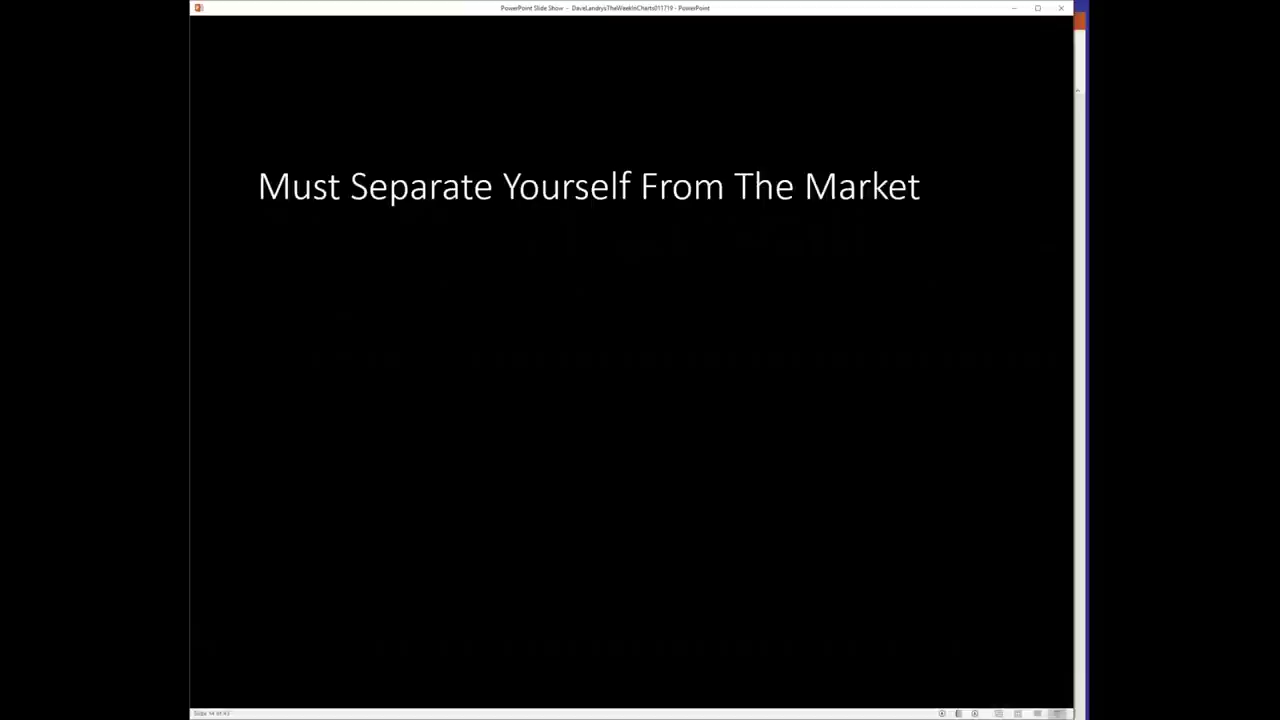 PowerPoint Slide Show - DaveLandrysTheWeekInCharts011719 - PowerPoint
Must Separate Yourself From The Market